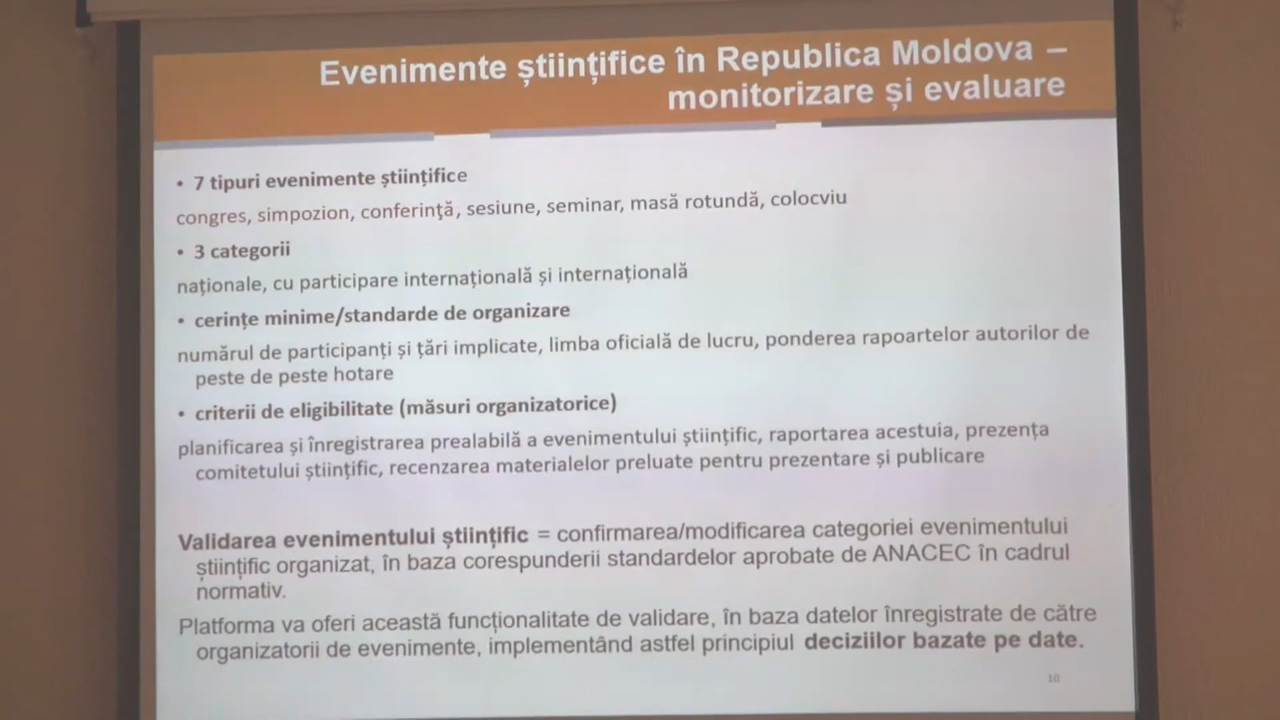 Evenimente științifice în Republica Moldova –
monitorizare și evaluare
• 7 tipuri evenimente științifice
congres, simpozion, conferinţă, sesiune, seminar, masă rotundă, colocviu
• 3 categorii
naționale, cu participare internațională și internațională
• cerințe minime/standarde de organizare
numărul de participanți și țări implicate, limba oficială de lucru, ponderea rapoartelor autorilor de
peste de peste hotare
• criterii de eligibilitate (măsuri organizatorice)
planificarea și înregistrarea prealabilă a evenimentului științific, raportarea acestuia, prezența
comitetului științific, recenzarea materialelor preluate pentru prezentare și publicare
Validarea evenimentului științific = confirmarea/modificarea categoriei evenimentului
științific organizat, în baza corespunderii standardelor aprobate de ANACEC în cadrul
normativ.
Platforma va oferi această funcționalitate de validare, în baza datelor înregistrate de către
organizatorii de evenimente, implementând astfel principiul deciziilor bazate pe date.
10